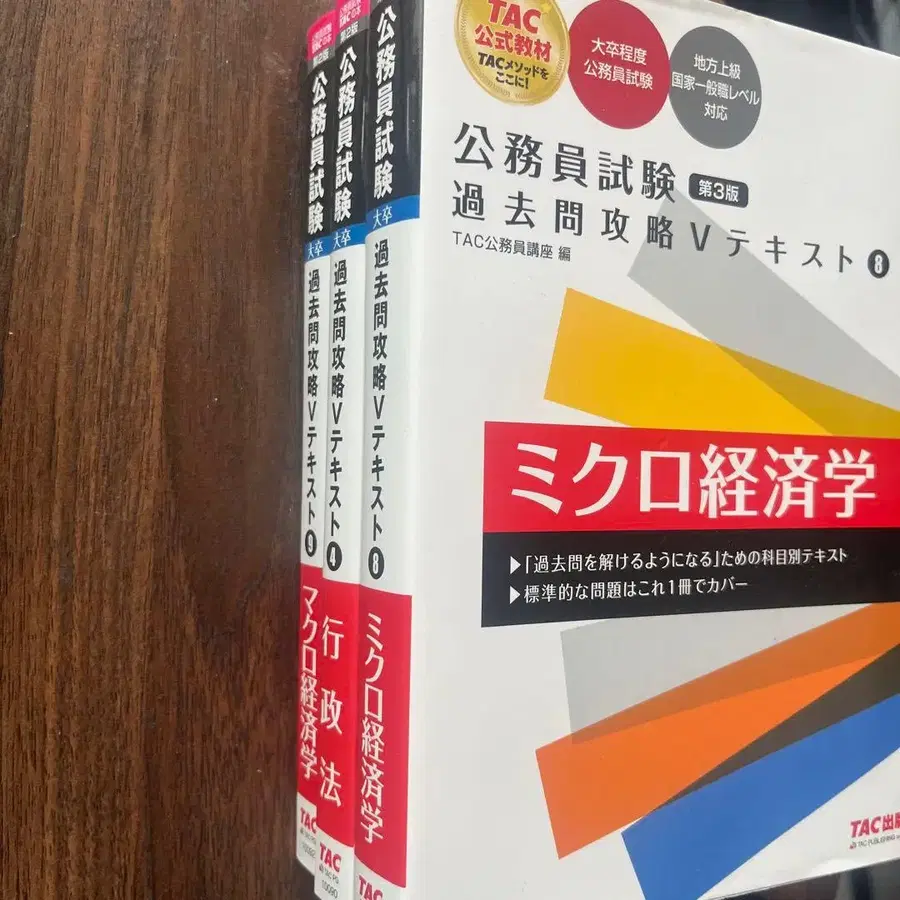 公務員試験
大卒
過去問攻略Vテキスト9
マクロ経済学
TAC
第2版
公務員試験
大卒
過去問攻略Vテキスト4
行政法
TAC
10090
公務員試験
大卒
過去問攻略Vテキスト8
ミクロ経済学
TAC
TAC
公式教材
TACメソッドを
ここに!
大卒程度
公務員試験
地方上級
国家一般職レベル
対応
公務員試験 第3版
過去問攻略Vテキスト8
TAC公務員講座 編
ミクロ経済学
▶「過去問を解けるようになる」ための科目別テキスト
▶標準的な問題はこれ1冊でカバー
TAC出版
TAC PUBLISHING